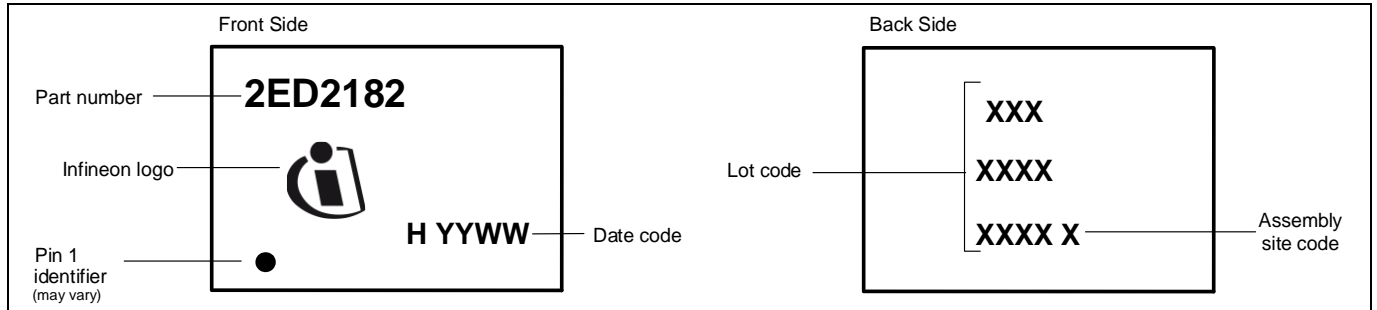 Front Side
Part number
2ED2182
Infineon logo
H YYWW
Date code
Pin 1
identifier
(may vary)
Back Side
Lot code
XXX
XXXX
XXXX X
Assembly
site code